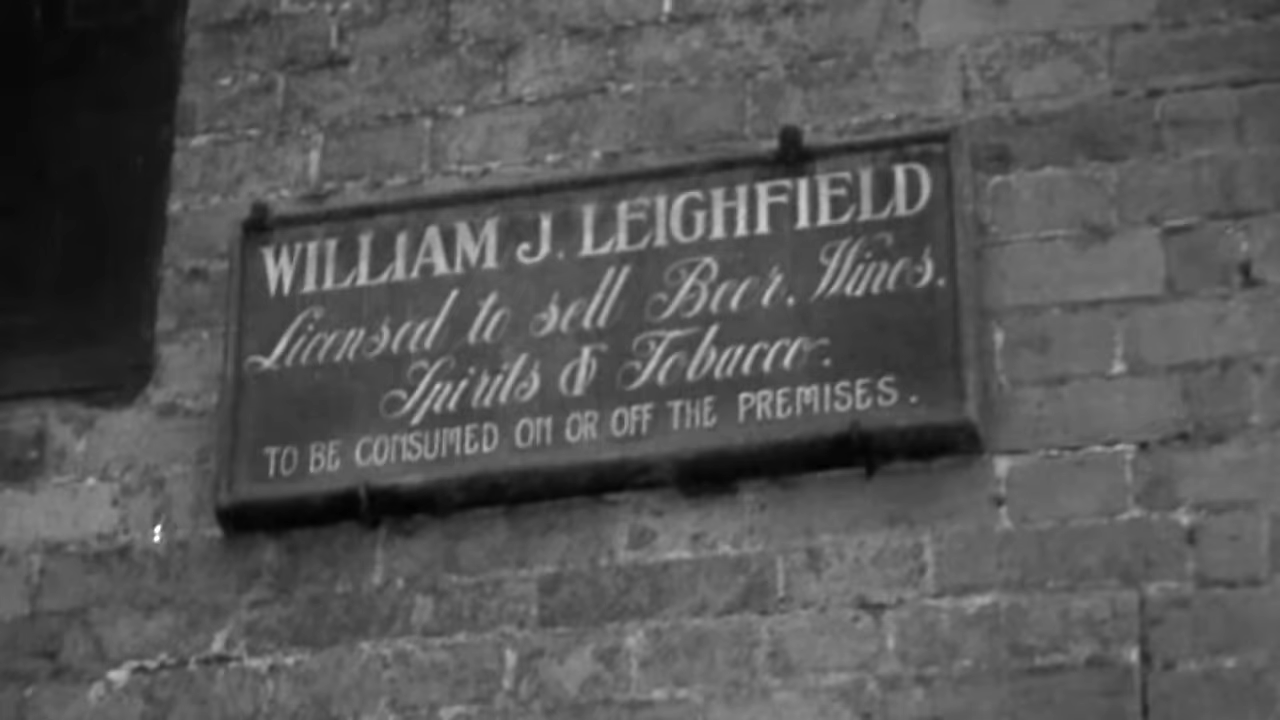 WILLIAM J. LEIGHFIELD
Licensed to sell Beer, Wines,
Spirits & Tobacco.
TO BE CONSUMED ON OR OFF THE PREMISES.